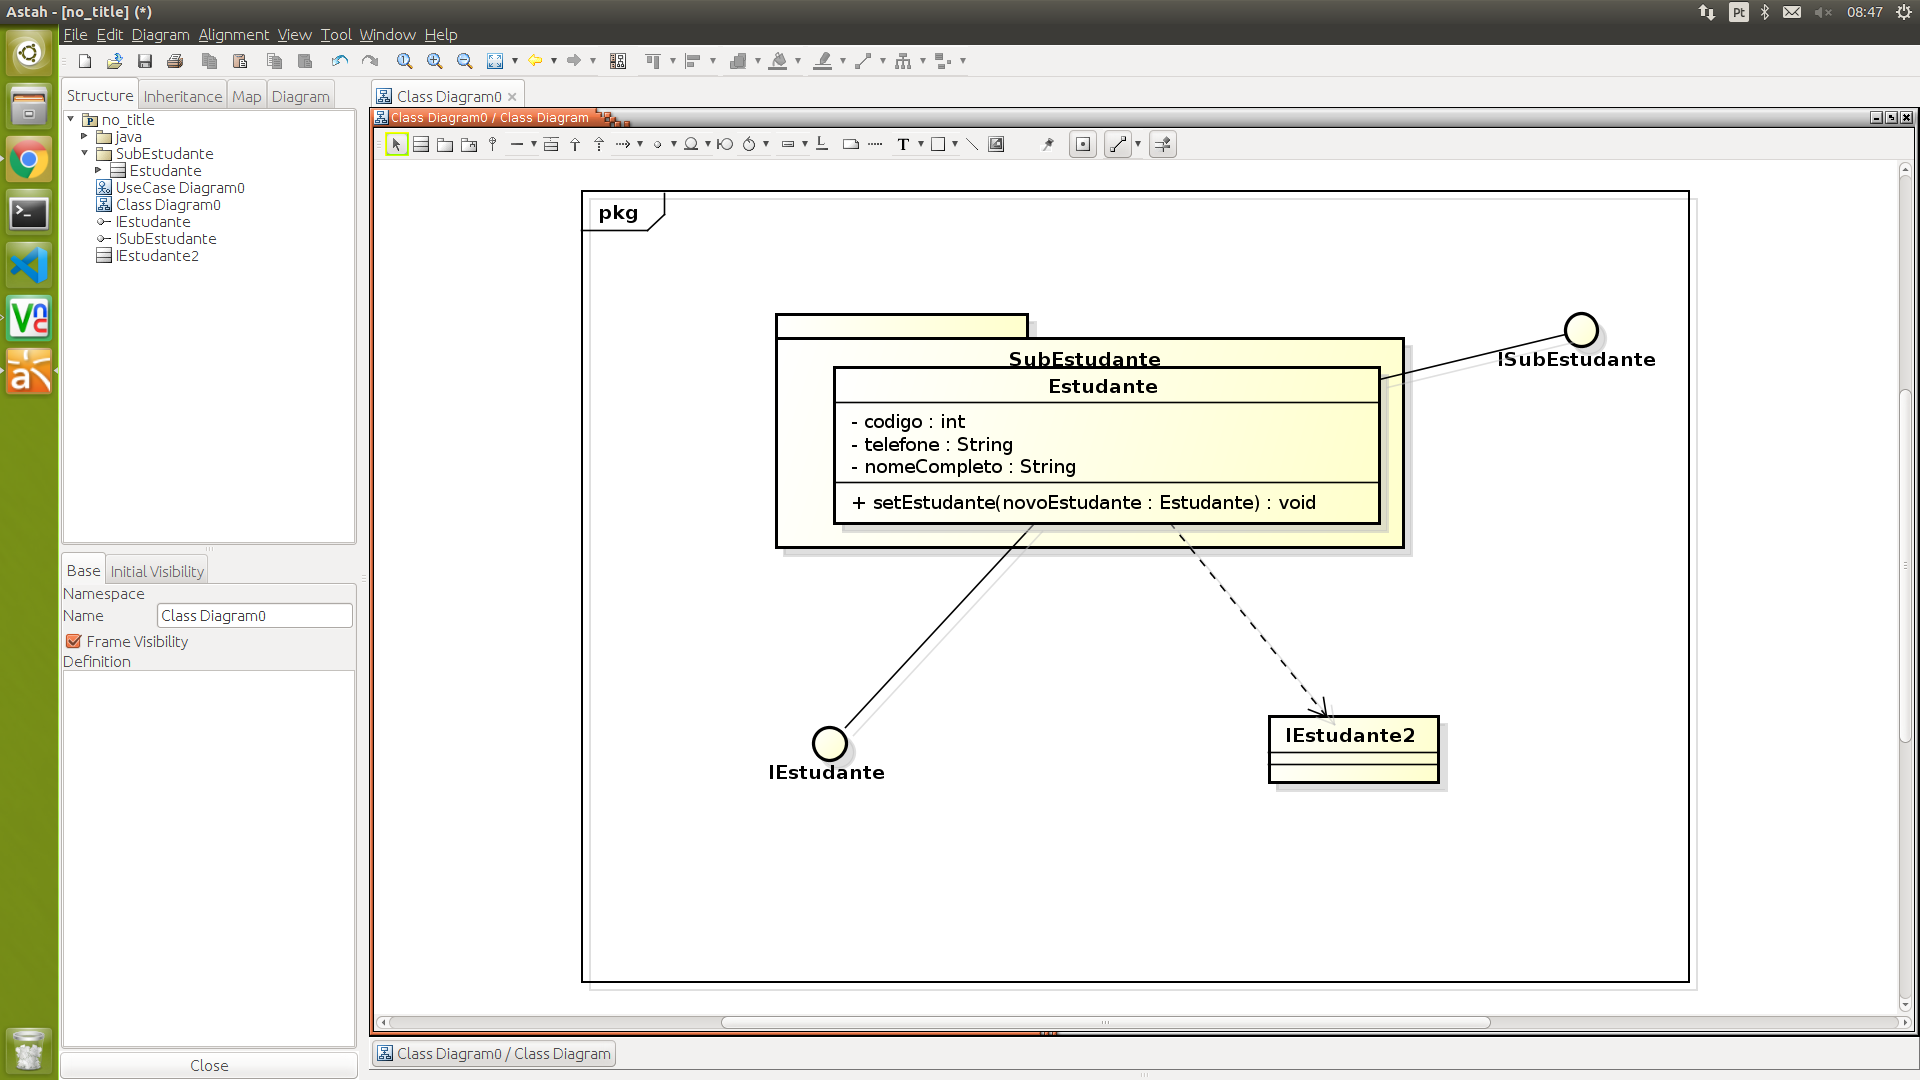 Astah - [no_title] (*)
Pt
08:47
File Edit Diagram Alignment View Tool Window Help
Structure Inheritance Map Diagram
no_title
java
SubEstudante
Estudante
UseCase Diagram0
Class Diagram0
IEstudante
ISubEstudante
IEstudante2
Base Initial Visibility
Namespace
Name Class Diagram0
Frame Visibility
Definition
Close
Class Diagram0
Class Diagram0 / Class Diagram
T
pkg
SubEstudante
Estudante
- codigo : int
- telefone : String
- nomeCompleto : String
+ setEstudante(novoEstudante : Estudante) : void
ISubEstudante
IEstudante
IEstudante2
Class Diagram0 / Class Diagram